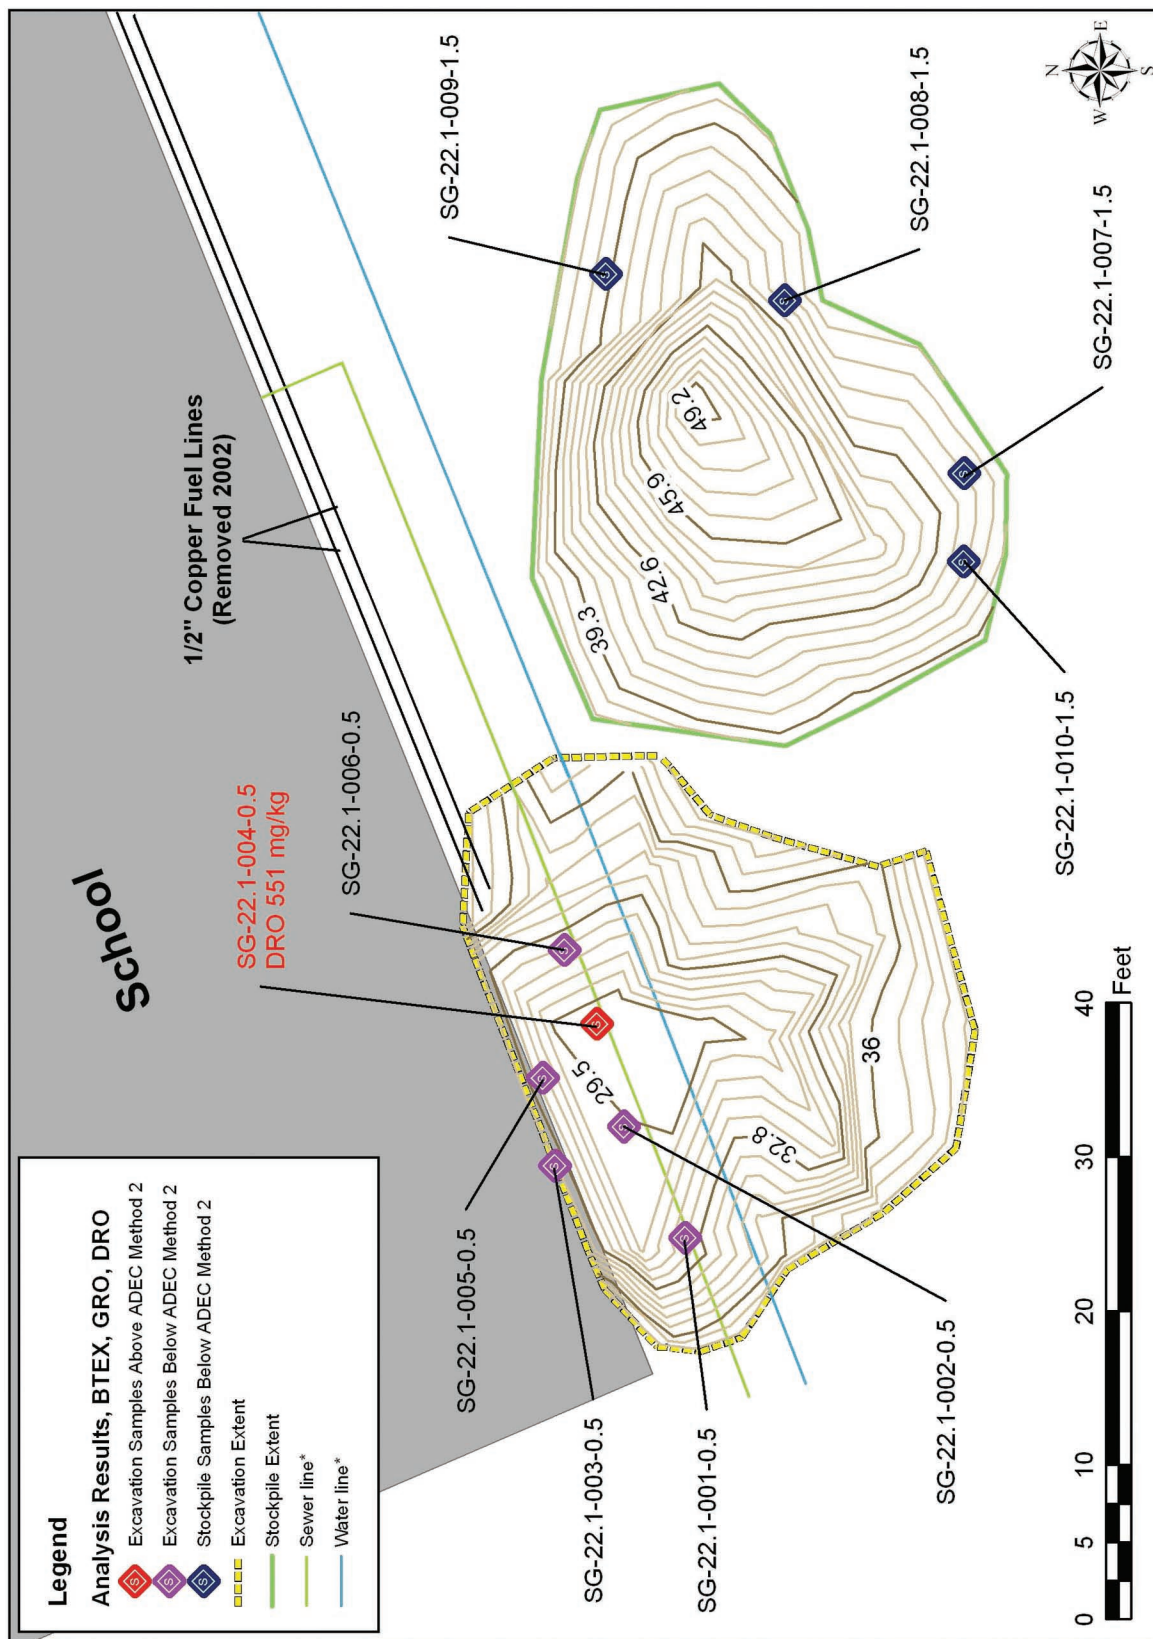 Legend
Analysis Results, BTEX, GRO, DRO
S Excavation Samples Above ADEC Method 2
S Excavation Samples Below ADEC Method 2
S Stockpile Samples Below ADEC Method 2
Excavation Extent
Stockpile Extent
Sewer line*
Water line*
School
1/2" Copper Fuel Lines
(Removed 2002)
SG-22.1-004-0.5
DRO 551 mg/kg
SG-22.1-006-0.5
SG-22.1-005-0.5
SG-22.1-003-0.5
SG-22.1-001-0.5
SG-22.1-002-0.5
SG-22.1-009-1.5
SG-22.1-008-1.5
SG-22.1-007-1.5
SG-22.1-010-1.5
S
S
S
S
S
S
S
S
S
S
29.5
32.8
36
39.3
42.6
45.9
49.2
N
W
E
S
0 5 10 20 30 40
Feet